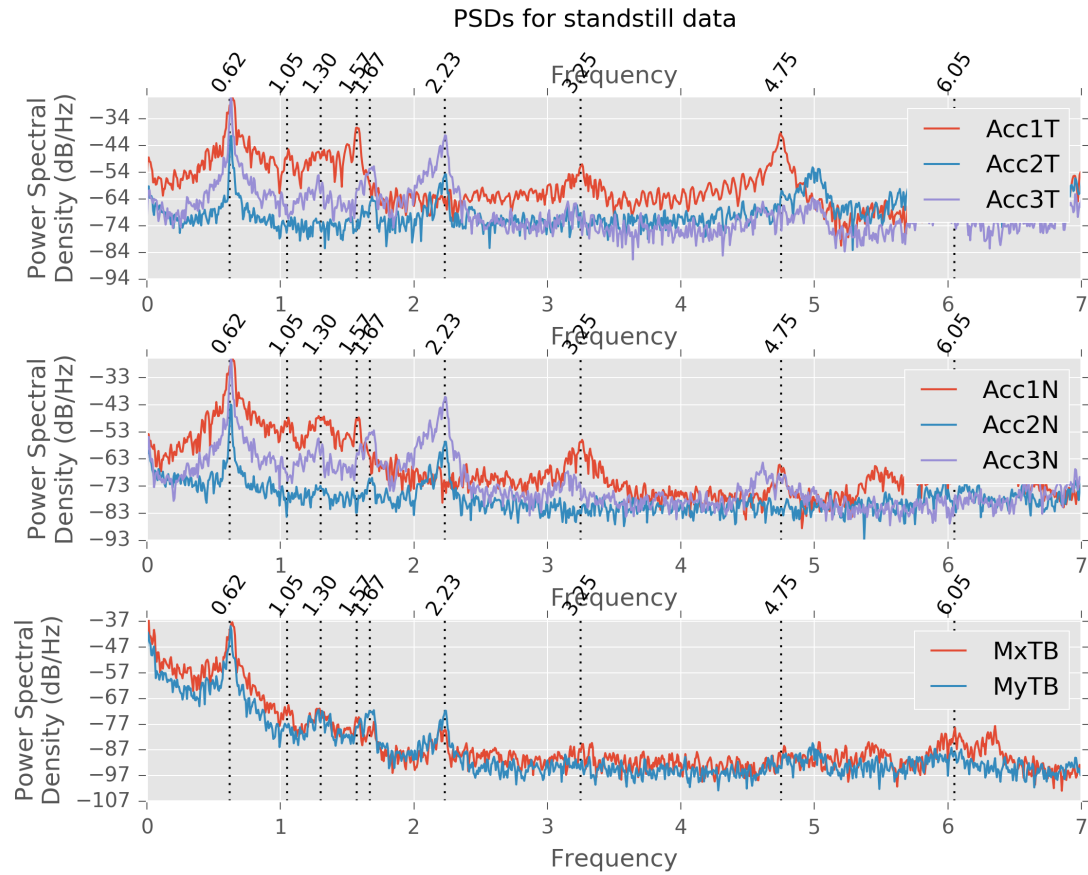 PSDs for standstill data
Frequency
0.62 1.05 1.30 1.57 1.67 2.23 3.25 4.75 6.05
Power Spectral
Density (dB/Hz)
−34
−44
−54
−64
−74
−84
−94
Acc1T
Acc2T
Acc3T
0 1 2 3 4 5 6 7
Frequency
0.62 1.05 1.30 1.57 1.67 2.23 3.25 4.75 6.05
Power Spectral
Density (dB/Hz)
−33
−43
−53
−63
−73
−83
−93
Acc1N
Acc2N
Acc3N
0 1 2 3 4 5 6 7
Frequency
0.62 1.05 1.30 1.57 1.67 2.23 3.25 4.75 6.05
Power Spectral
Density (dB/Hz)
−37
−47
−57
−67
−77
−87
−97
−107
MxTB
MyTB
0 1 2 3 4 5 6 7
Frequency